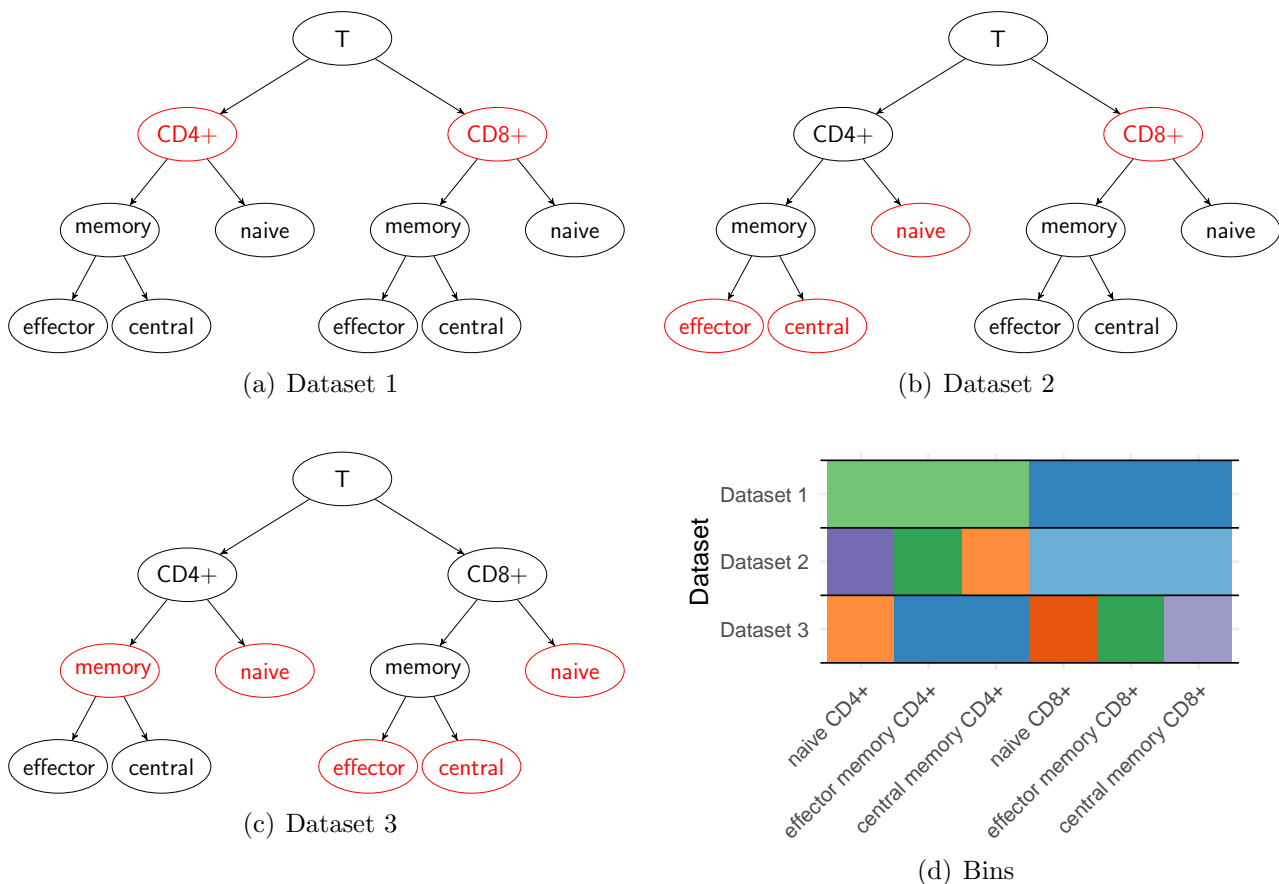 T
CD4+ CD8+
memory naive memory naive
effector central effector central
(a) Dataset 1
T
CD4+ CD8+
memory naive memory naive
effector central effector central
(b) Dataset 2
T
CD4+ CD8+
memory naive memory naive
effector central effector central
(c) Dataset 3
Dataset
Dataset 1
Dataset 2
Dataset 3
naive CD4+
effector memory CD4+
central memory CD4+
naive CD8+
effector memory CD8+
central memory CD8+
(d) Bins